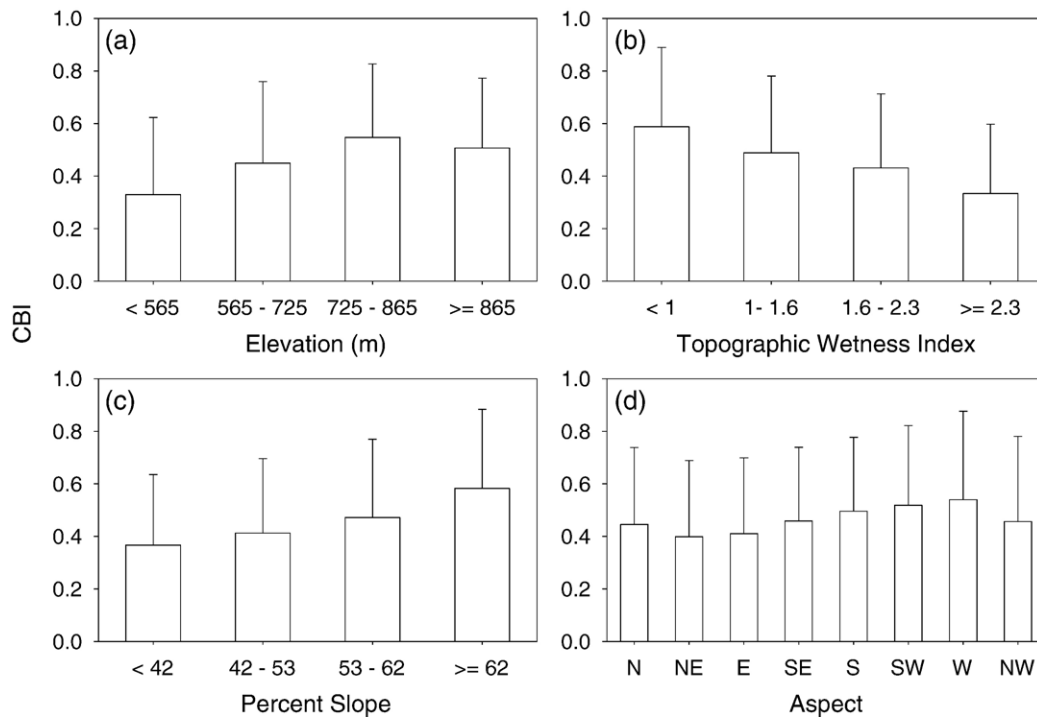 CBI
(a)
1.0
0.8
0.6
0.4
0.2
0.0
< 565 565 - 725 725 - 865 >= 865
Elevation (m)
(b)
1.0
0.8
0.6
0.4
0.2
0.0
< 1 1- 1.6 1.6 - 2.3 >= 2.3
Topographic Wetness Index
(c)
1.0
0.8
0.6
0.4
0.2
0.0
< 42 42 - 53 53 - 62 >= 62
Percent Slope
(d)
1.0
0.8
0.6
0.4
0.2
0.0
N NE E SE S SW W NW
Aspect